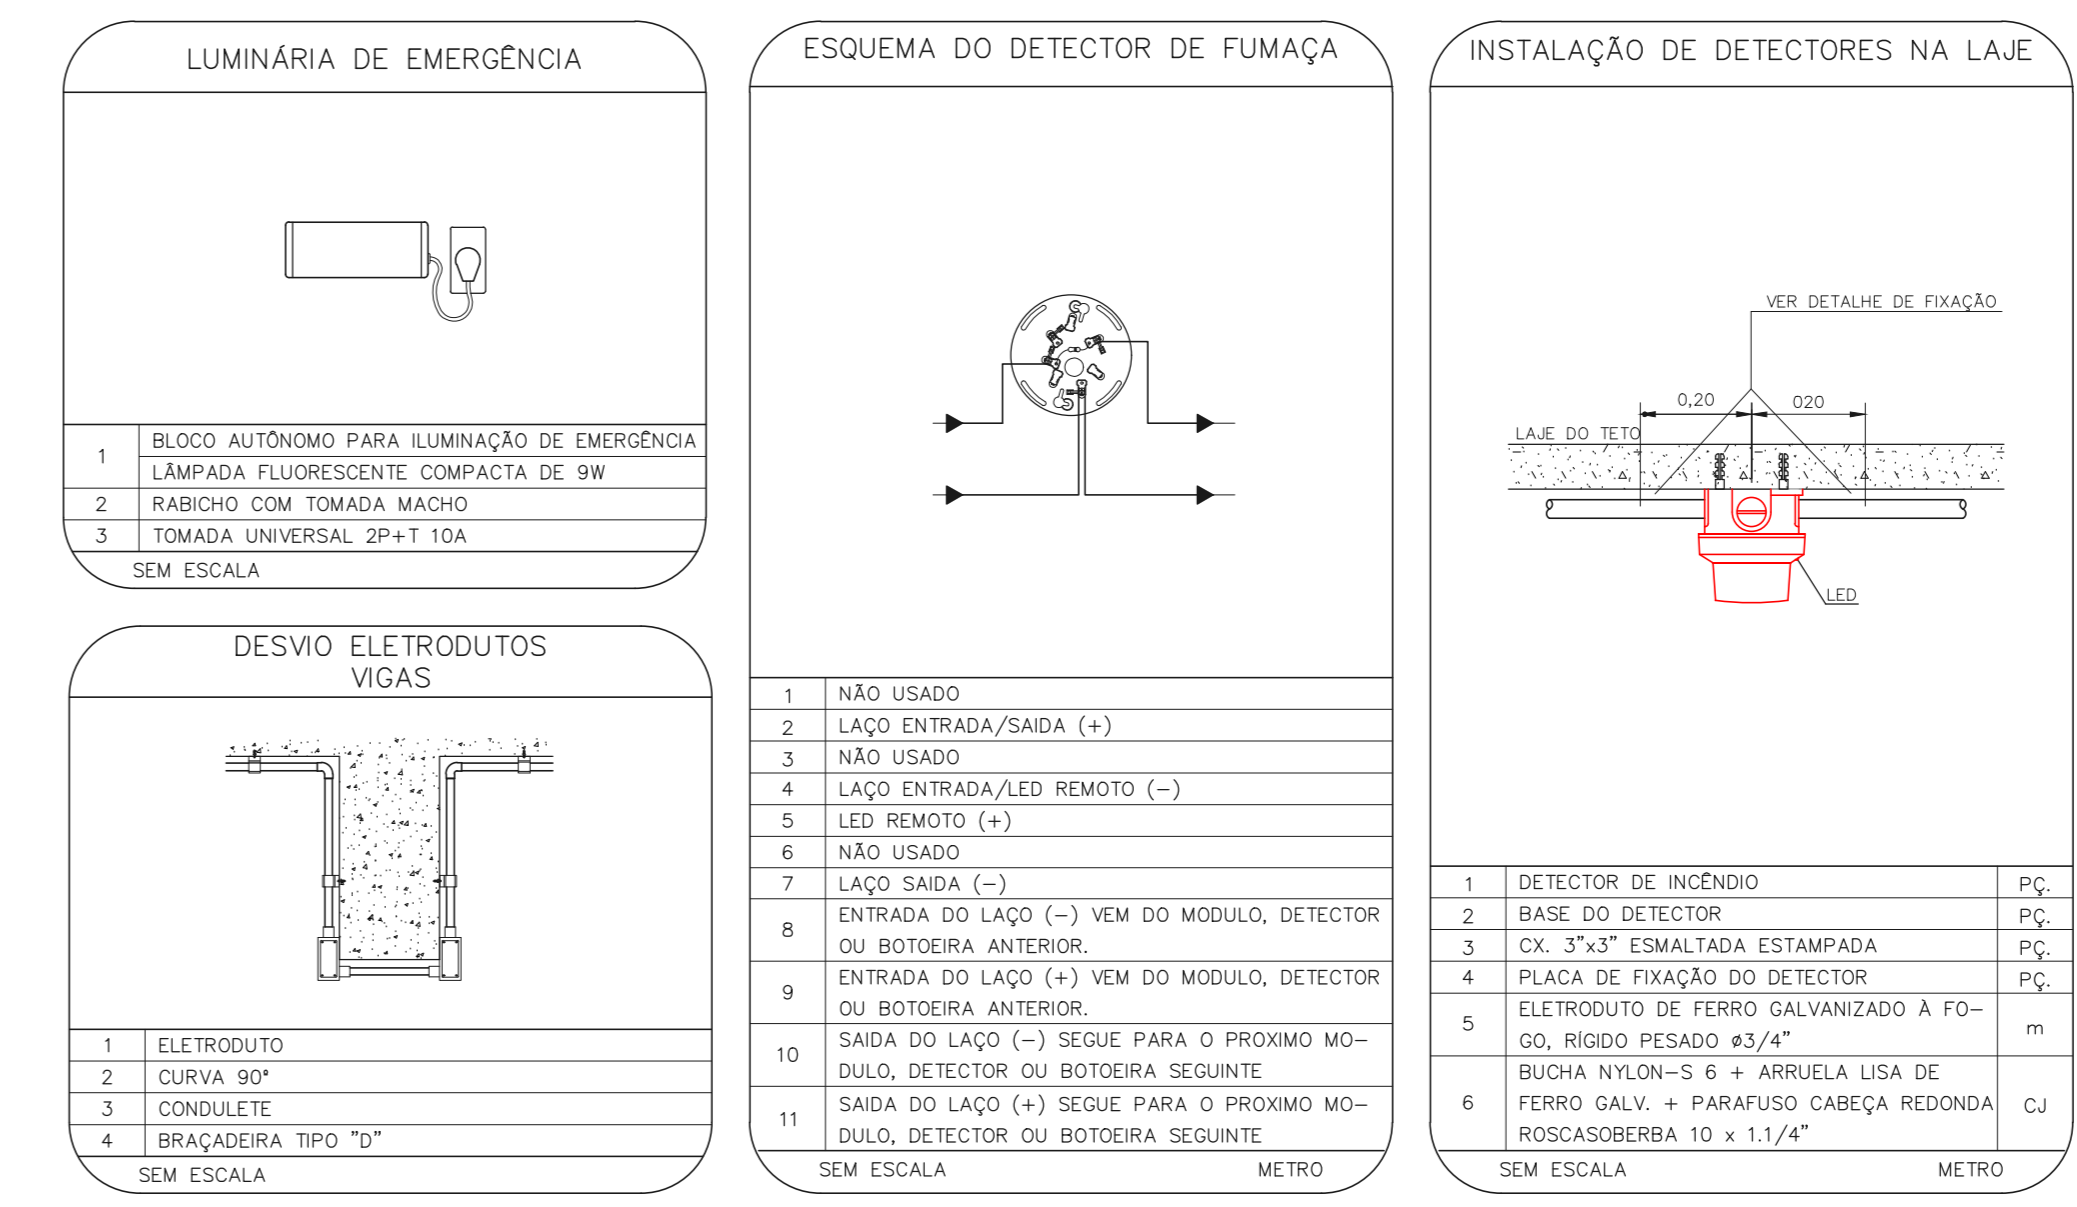 LUMINÁRIA DE EMERGÊNCIA
1 BLOCO AUTÔNOMO PARA ILUMINAÇÃO DE EMERGÊNCIA
LÂMPADA FLUORESCENTE COMPACTA DE 9W
2 RABICHO COM TOMADA MACHO
3 TOMADA UNIVERSAL 2P+T 10A
SEM ESCALA
DESVIO ELETRODUTOS
VIGAS
1 ELETRODUTO
2 CURVA 90°
3 CONDULETE
4 BRAÇADEIRA TIPO "D"
SEM ESCALA
ESQUEMA DO DETECTOR DE FUMAÇA
1 NÃO USADO
2 LAÇO ENTRADA/SAIDA (+)
3 NÃO USADO
4 LAÇO ENTRADA/LED REMOTO (−)
5 LED REMOTO (+)
6 NÃO USADO
7 LAÇO SAIDA (−)
8 ENTRADA DO LAÇO (−) VEM DO MODULO, DETECTOR
OU BOTOEIRA ANTERIOR.
9 ENTRADA DO LAÇO (+) VEM DO MODULO, DETECTOR
OU BOTOEIRA ANTERIOR.
10 SAIDA DO LAÇO (−) SEGUE PARA O PROXIMO MO−
DULO, DETECTOR OU BOTOEIRA SEGUINTE
11 SAIDA DO LAÇO (+) SEGUE PARA O PROXIMO MO−
DULO, DETECTOR OU BOTOEIRA SEGUINTE
SEM ESCALA METRO
INSTALAÇÃO DE DETECTORES NA LAJE
VER DETALHE DE FIXAÇÃO
0,20 020
LAJE DO TETO
LED
1 DETECTOR DE INCÊNDIO PÇ.
2 BASE DO DETECTOR PÇ.
3 CX. 3"x3" ESMALTADA ESTAMPADA PÇ.
4 PLACA DE FIXAÇÃO DO DETECTOR PÇ.
5 ELETRODUTO DE FERRO GALVANIZADO À FO−
GO, RÍGIDO PESADO ø3/4" m
BUCHA NYLON−S 6 + ARRUELA LISA DE
6 FERRO GALV. + PARAFUSO CABEÇA REDONDA CJ
ROSCASOBERBA 10 x 1.1/4"
SEM ESCALA METRO